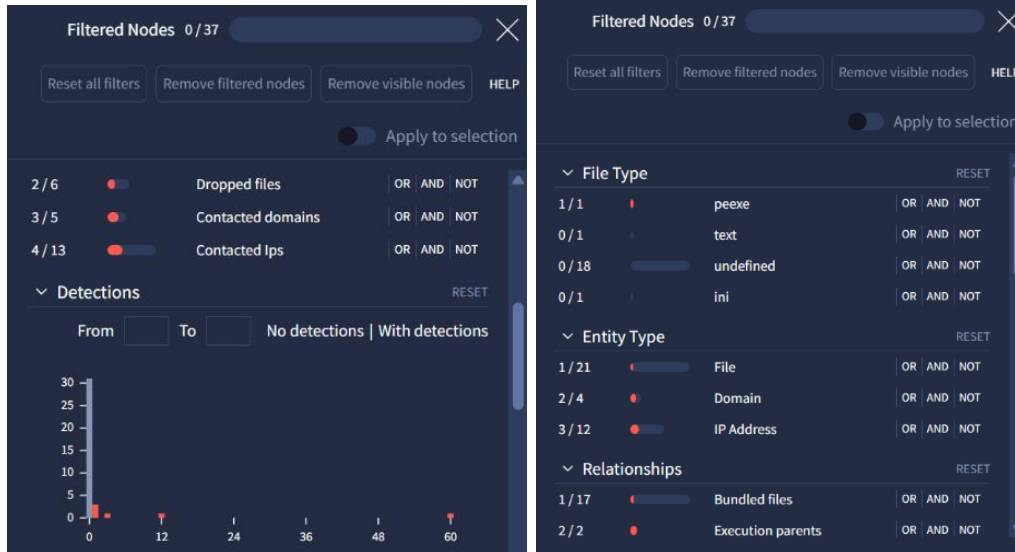 Filtered Nodes 0/37
Reset all filters Remove filtered nodes Remove visible nodes HELP
Apply to selection
2/6 Dropped files OR AND NOT
3/5 Contacted domains OR AND NOT
4/13 Contacted Ips OR AND NOT
Detections RESET
From To No detections | With detections
30
25
20
15
10
5
0
0 12 24 36 48 60
Filtered Nodes 0/37
Reset all filters Remove filtered nodes Remove visible nodes HELP
Apply to selection
File Type RESET
1/1 peexe OR AND NOT
0/1 text OR AND NOT
0/18 undefined OR AND NOT
0/1 ini OR AND NOT
Entity Type RESET
1/21 File OR AND NOT
2/4 Domain OR AND NOT
3/12 IP Address OR AND NOT
Relationships RESET
1/17 Bundled files OR AND NOT
2/2 Execution parents OR AND NOT